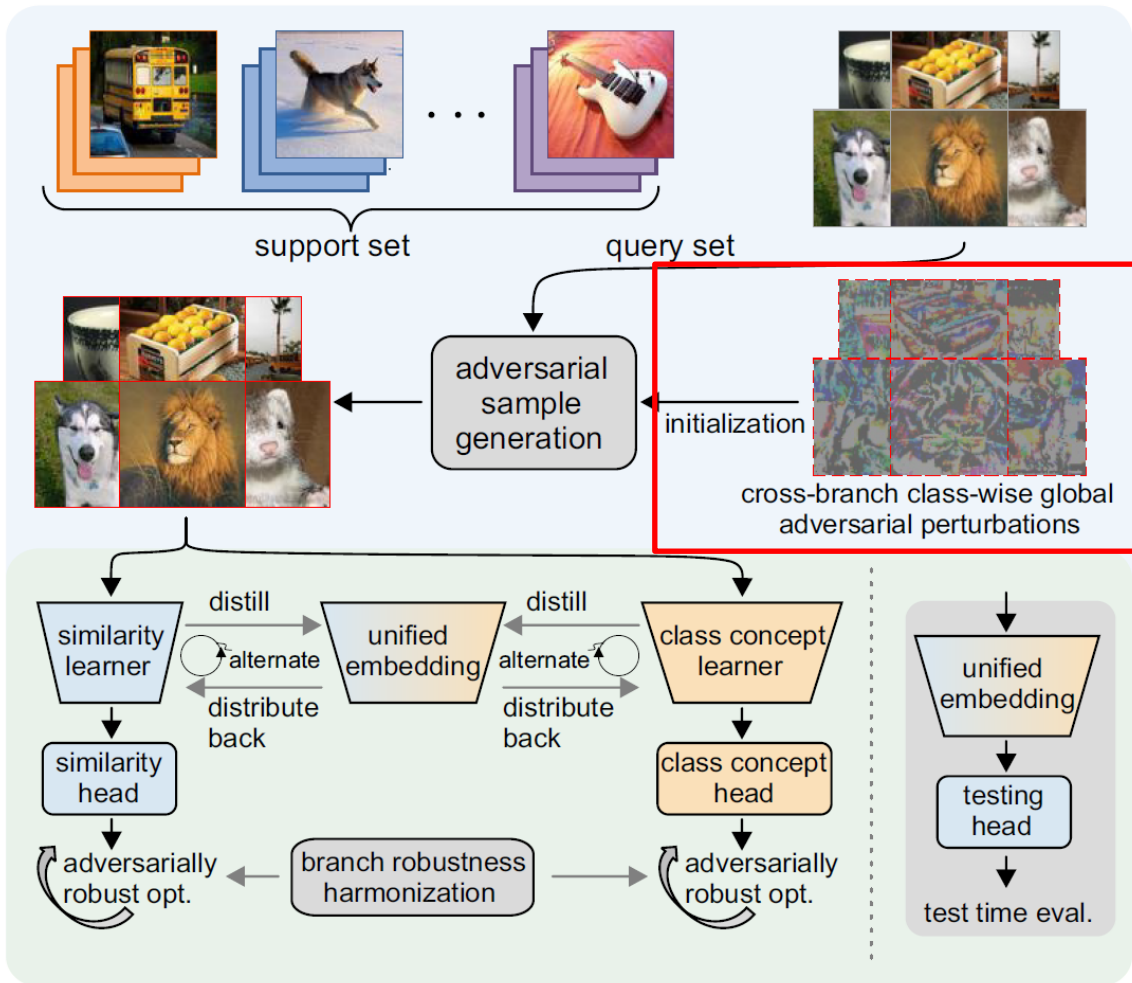 support set
query set
adversarial
sample
generation
initialization
cross-branch class-wise global
adversarial perturbations
similarity
learner
distill
alternate
distribute
back
unified
embedding
distill
alternate
distribute
back
class concept
learner
similarity
head
class concept
head
adversarially
robust opt.
branch robustness
harmonization
adversarially
robust opt.
unified
embedding
testing
head
test time eval.